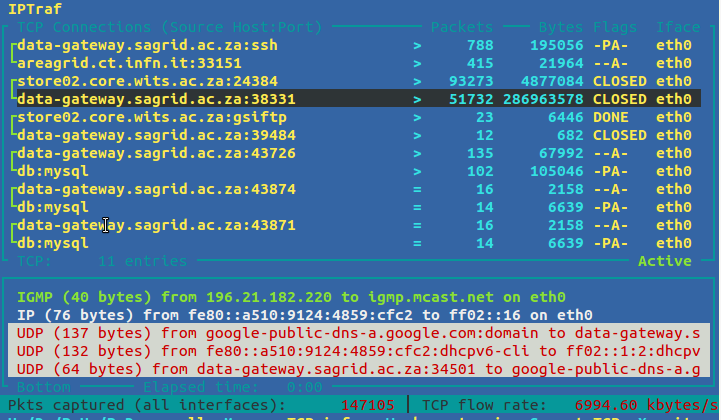 IPTraf
TCP Connections (Source Host:Port) Packets Bytes Flags Iface
data-gateway.sagrid.ac.za:ssh > 788 195056 -PA- eth0
areagrid.ct.infn.it:33151 > 415 21964 --A- eth0
store02.core.wits.ac.za:24384 > 93273 4877084 CLOSED eth0
data-gateway.sagrid.ac.za:38331 > 51732 286963578 CLOSED eth0
store02.core.wits.ac.za:gsiftp > 23 6446 DONE eth0
data-gateway.sagrid.ac.za:39484 > 12 682 CLOSED eth0
data-gateway.sagrid.ac.za:43726 > 135 67992 --A- eth0
db:mysql > 102 105046 -PA- eth0
data-gateway.sagrid.ac.za:43874 = 16 2158 --A- eth0
db:mysql = 14 6639 -PA- eth0
data-gateway.sagrid.ac.za:43871 = 16 2158 --A- eth0
db:mysql = 14 6639 -PA- eth0
TCP: 11 entries Active
IGMP (40 bytes) from 196.21.182.220 to igmp.mcast.net on eth0
IP (76 bytes) from fe80::a510:9124:4859:cfc2 to ff02::16 on eth0
UDP (137 bytes) from google-public-dns-a.google.com:domain to data-gateway.s
UDP (132 bytes) from fe80::a510:9124:4859:cfc2:dhcpv6-cli to ff02::1:2:dhcpv
UDP (64 bytes) from data-gateway.sagrid.ac.za:34501 to google-public-dns-a.g
Bottom Elapsed time: 0:00
Pkts captured (all interfaces): 147105 TCP flow rate: 6994.60 kbytes/s